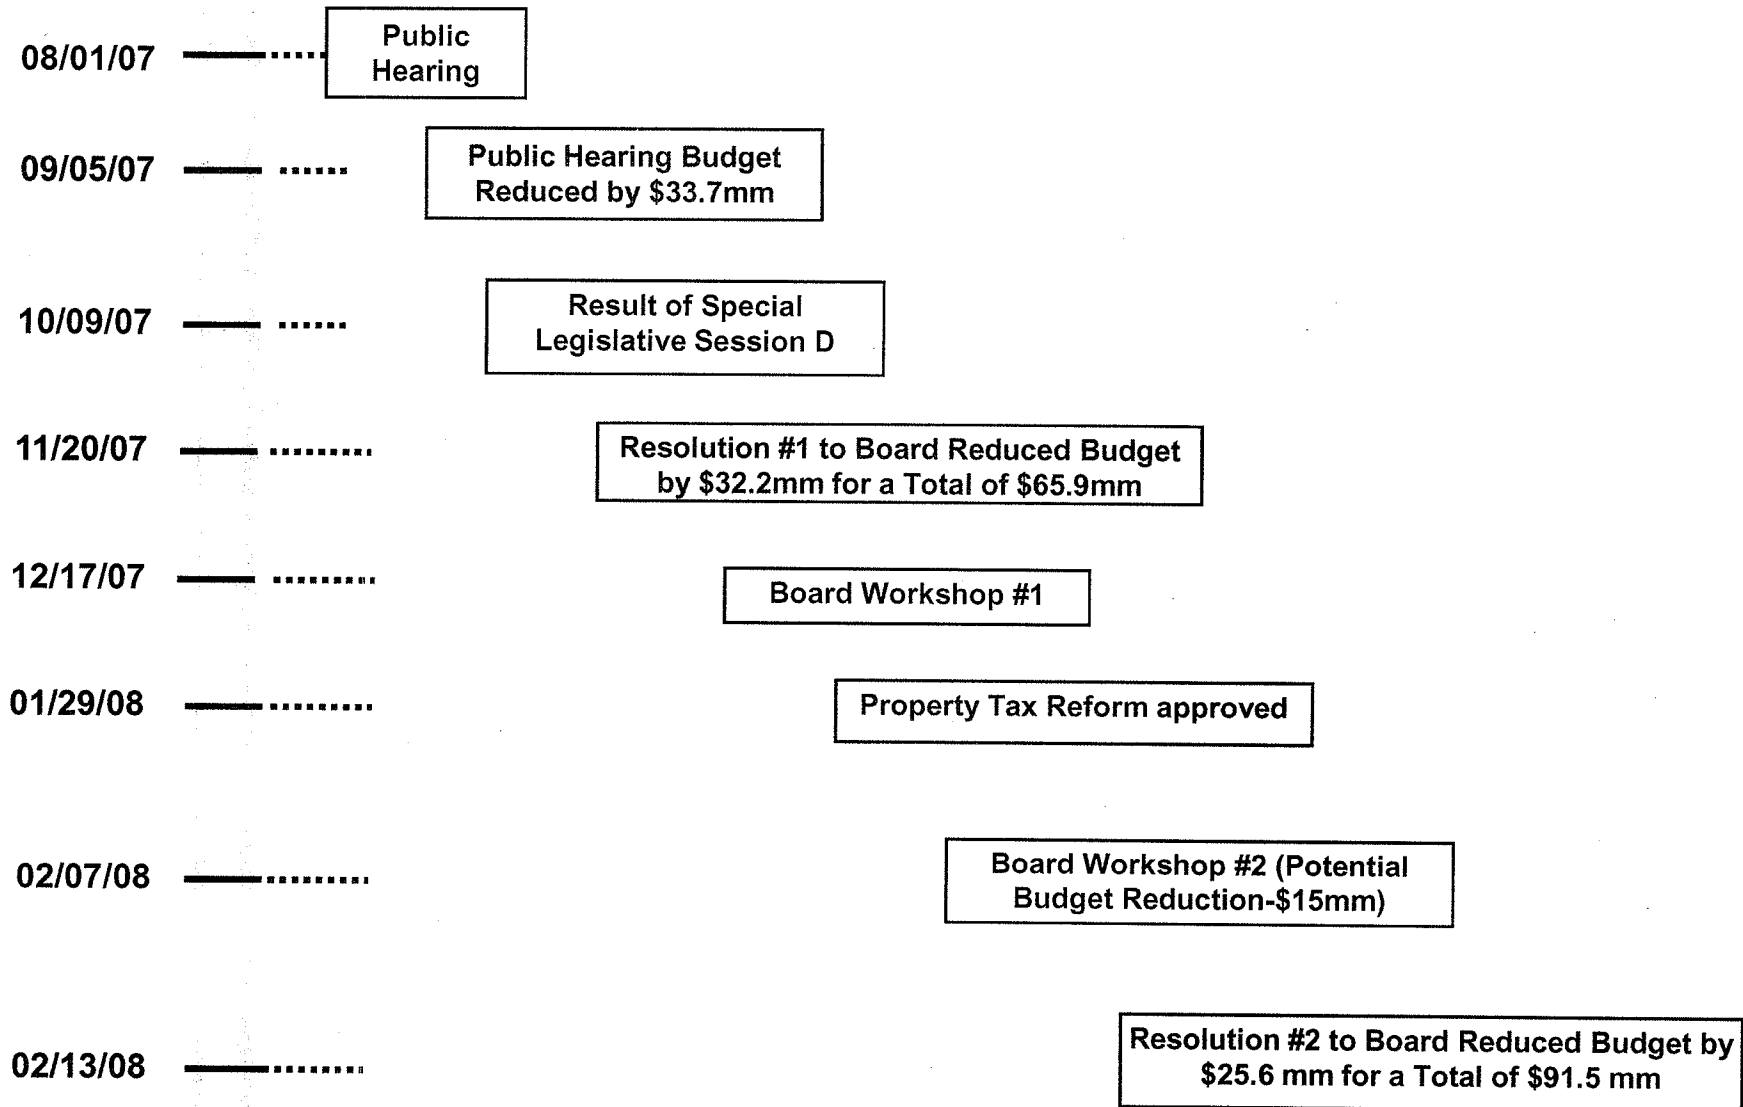 08/01/07
Public
Hearing
09/05/07
Public Hearing Budget
Reduced by $33.7mm
10/09/07
Result of Special
Legislative Session D
11/20/07
Resolution #1 to Board Reduced Budget
by $32.2mm for a Total of $65.9mm
12/17/07
Board Workshop #1
01/29/08
Property Tax Reform approved
02/07/08
Board Workshop #2 (Potential
Budget Reduction-$15mm)
02/13/08
Resolution #2 to Board Reduced Budget by
$25.6 mm for a Total of $91.5 mm